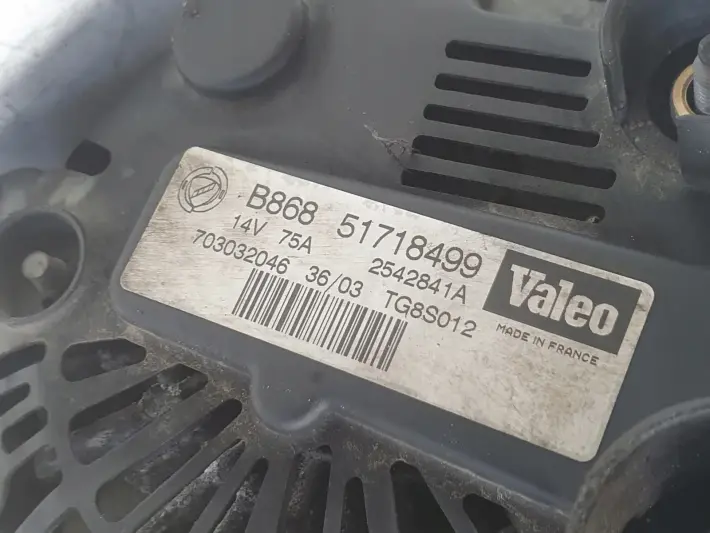 B868 51718499
14V 75A 2542841A
703032046 36/03 TG8S012
Valeo
MADE IN FRANCE